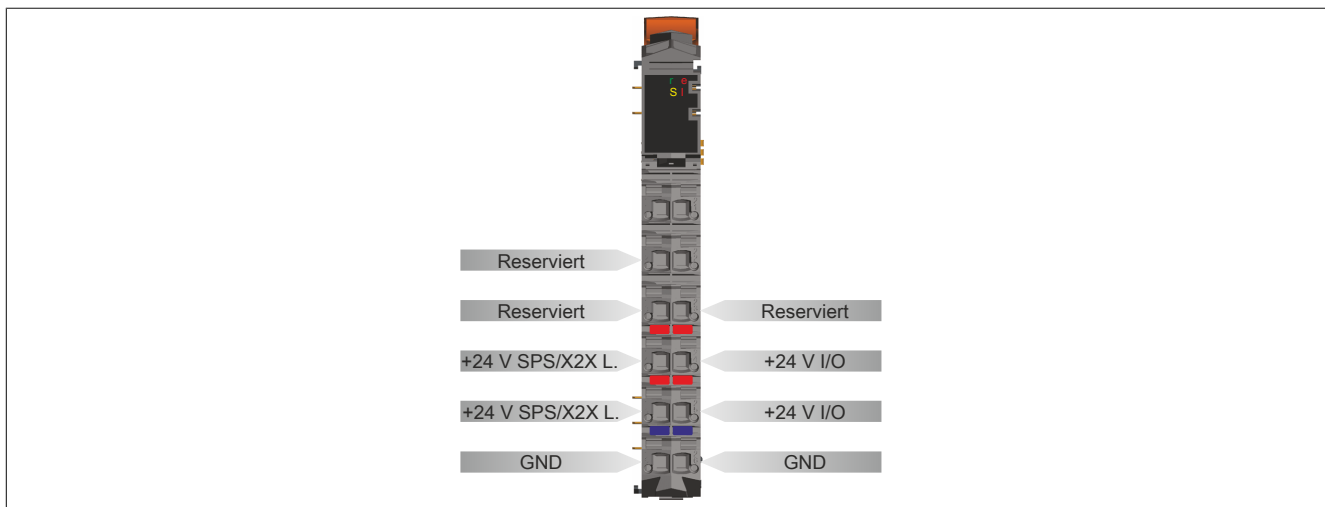 r e
S l
Reserviert
Reserviert Reserviert
+24 V SPS/X2X L. +24 V I/O
+24 V SPS/X2X L. +24 V I/O
GND GND